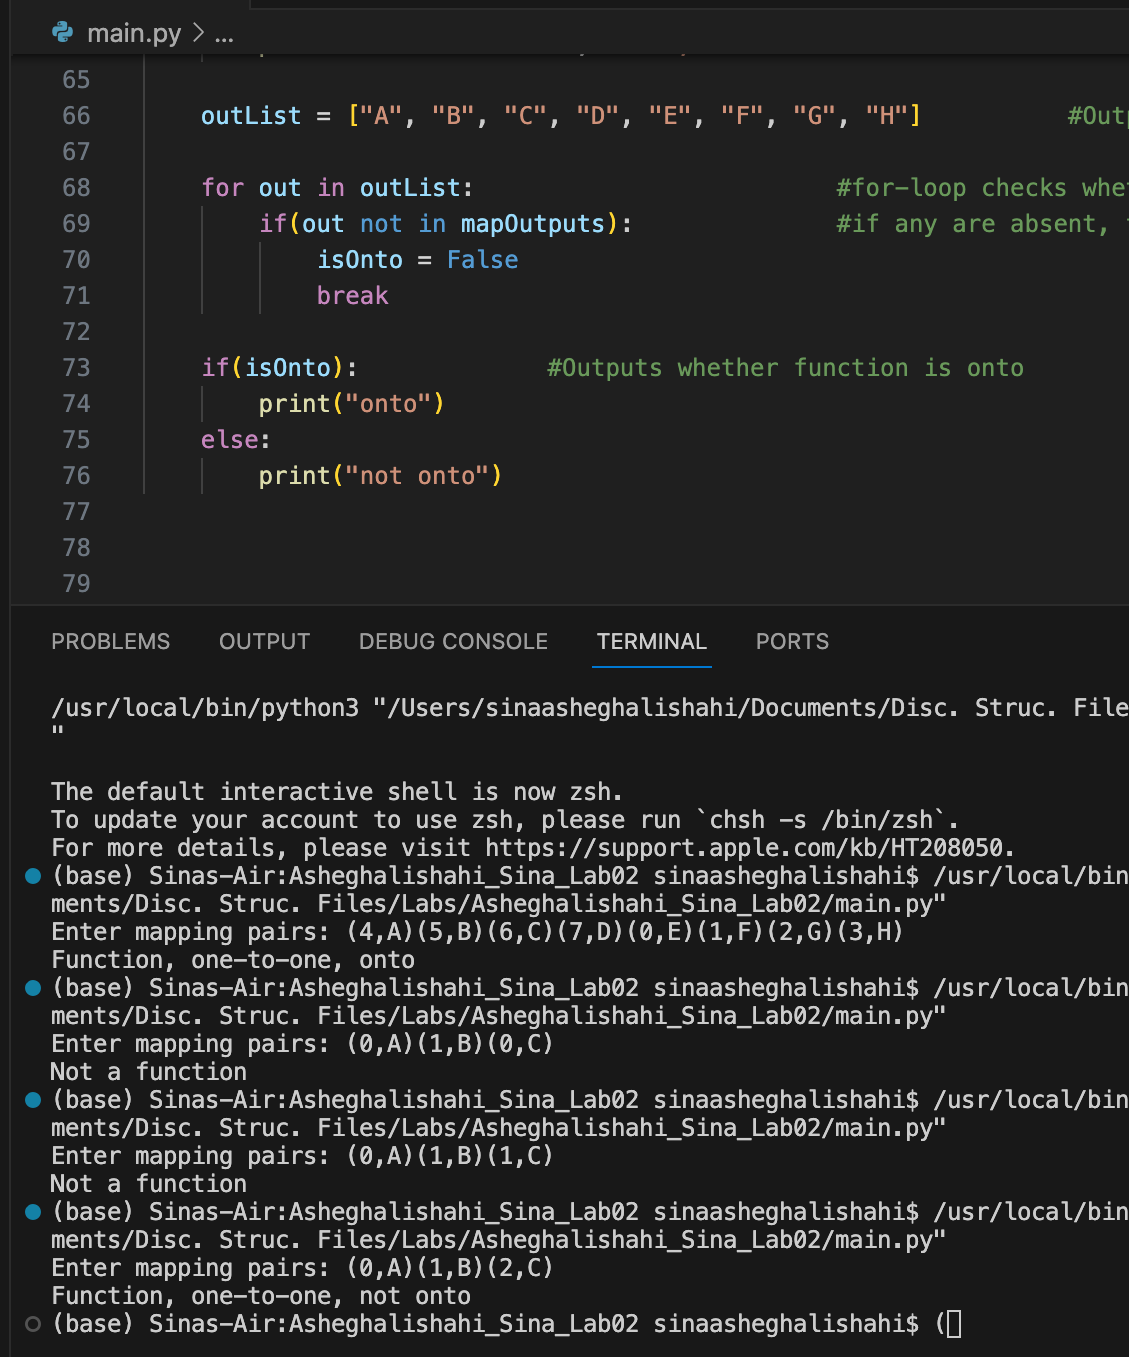 main.py > ...
65
66 outList = ["A", "B", "C", "D", "E", "F", "G", "H"] #Outp
67
68 for out in outList: #for-loop checks whet
69 if(out not in mapOutputs): #if any are absent,
70 isOnto = False
71 break
72
73 if(isOnto): #Outputs whether function is onto
74 print("onto")
75 else:
76 print("not onto")
77
78
79
PROBLEMS OUTPUT DEBUG CONSOLE TERMINAL PORTS
/usr/local/bin/python3 "/Users/sinaasheghalishahi/Documents/Disc. Struc. File
"
The default interactive shell is now zsh.
To update your account to use zsh, please run `chsh -s /bin/zsh`.
For more details, please visit https://support.apple.com/kb/HT208050.
(base) Sinas-Air:Asheghalishahi_Sina_Lab02 sinaasheghalishahi$ /usr/local/bin
ments/Disc. Struc. Files/Labs/Asheghalishahi_Sina_Lab02/main.py"
Enter mapping pairs: (4,A)(5,B)(6,C)(7,D)(0,E)(1,F)(2,G)(3,H)
Function, one-to-one, onto
(base) Sinas-Air:Asheghalishahi_Sina_Lab02 sinaasheghalishahi$ /usr/local/bin
ments/Disc. Struc. Files/Labs/Asheghalishahi_Sina_Lab02/main.py"
Enter mapping pairs: (0,A)(1,B)(0,C)
Not a function
(base) Sinas-Air:Asheghalishahi_Sina_Lab02 sinaasheghalishahi$ /usr/local/bin
ments/Disc. Struc. Files/Labs/Asheghalishahi_Sina_Lab02/main.py"
Enter mapping pairs: (0,A)(1,B)(1,C)
Not a function
(base) Sinas-Air:Asheghalishahi_Sina_Lab02 sinaasheghalishahi$ /usr/local/bin
ments/Disc. Struc. Files/Labs/Asheghalishahi_Sina_Lab02/main.py"
Enter mapping pairs: (0,A)(1,B)(2,C)
Function, one-to-one, not onto
(base) Sinas-Air:Asheghalishahi_Sina_Lab02 sinaasheghalishahi$ (